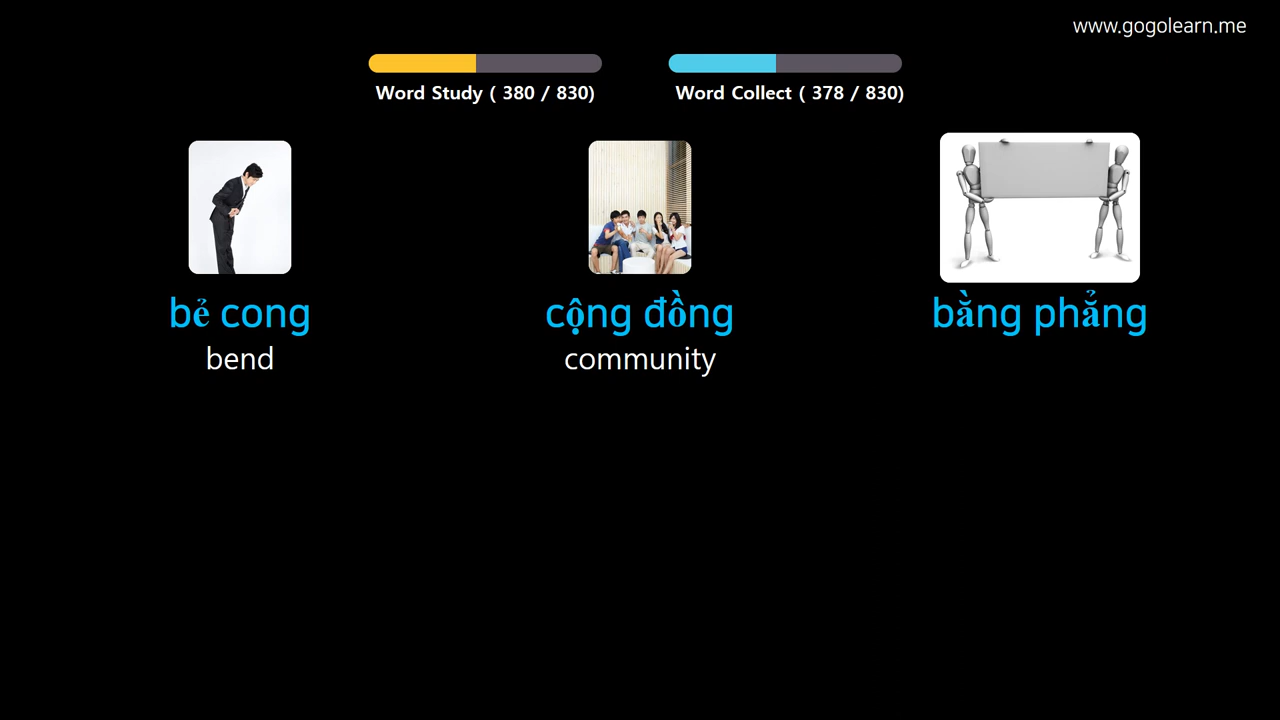 www.gogolearn.me
Word Study ( 380 / 830)
Word Collect ( 378 / 830)
bẻ cong
bend
cộng đồng
community
bằng phẳng